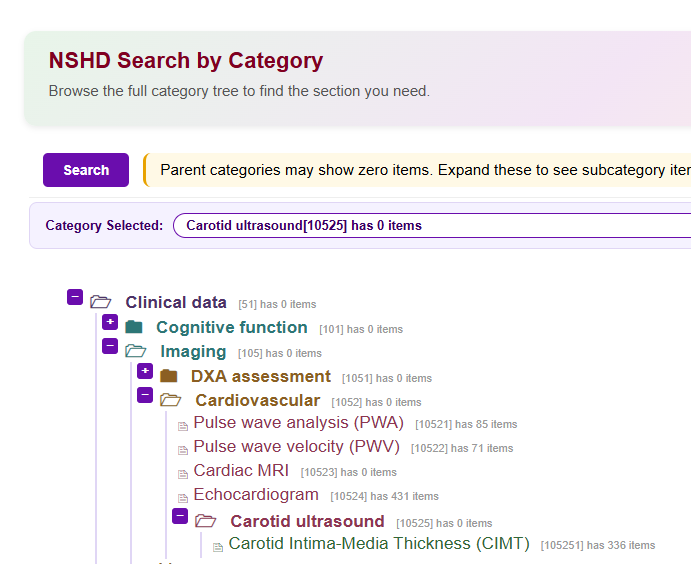 NSHD Search by Category
Browse the full category tree to find the section you need.
Search
Parent categories may show zero items. Expand these to see subcategory
Category Selected:
Carotid ultrasound[10525] has 0 items
Clinical data [51] has 0 items
Cognitive function [101] has 0 items
Imaging [105] has 0 items
DXA assessment [1051] has 0 items
Cardiovascular [1052] has 0 items
Pulse wave analysis (PWA) [10521] has 85 items
Pulse wave velocity (PWV) [10522] has 71 items
Cardiac MRI [10523] has 0 items
Echocardiogram [10524] has 431 items
Carotid ultrasound [10525] has 0 items
Carotid Intima-Media Thickness (CIMT) [105251] has 336 items